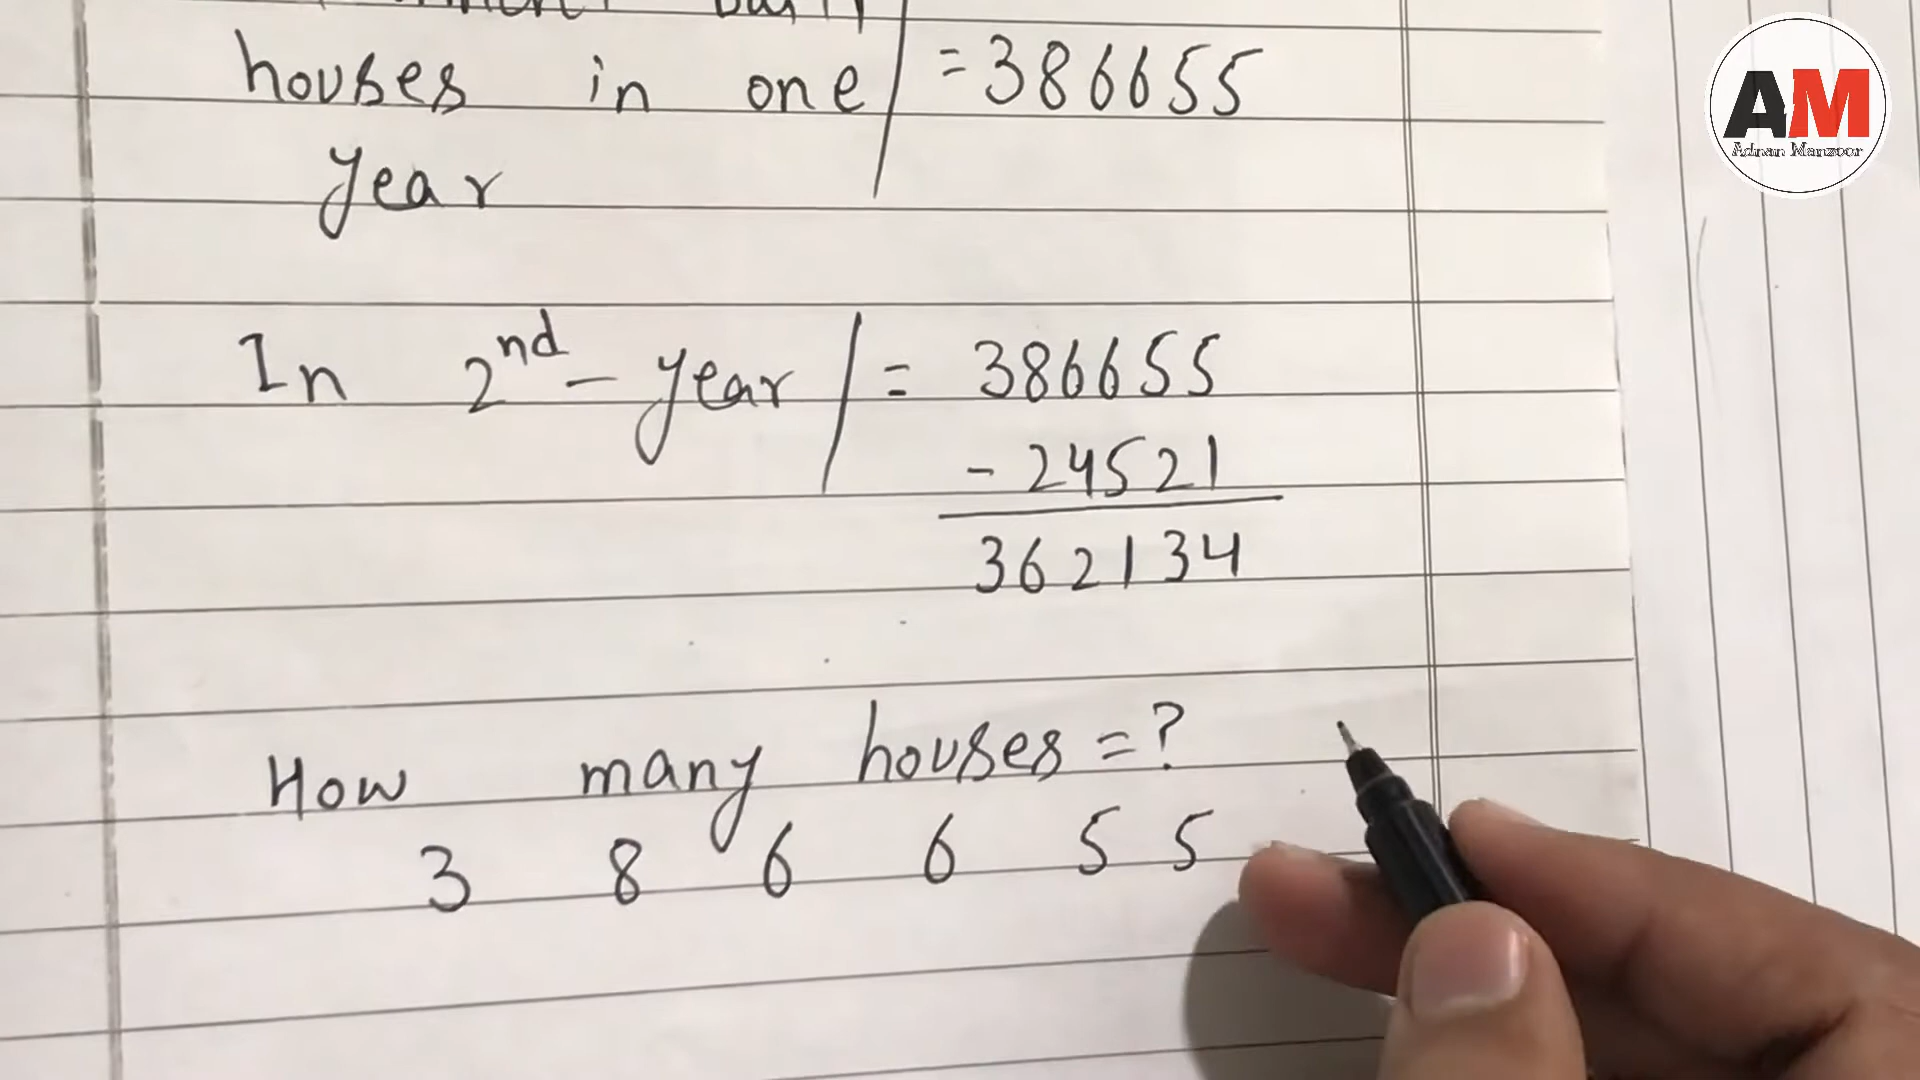 houses in one = 386655
year
In 2nd - year = 386655
- 24521
362134
How many houses = ?
3 8 6 6 5 5
AM
Adnan Manzoor